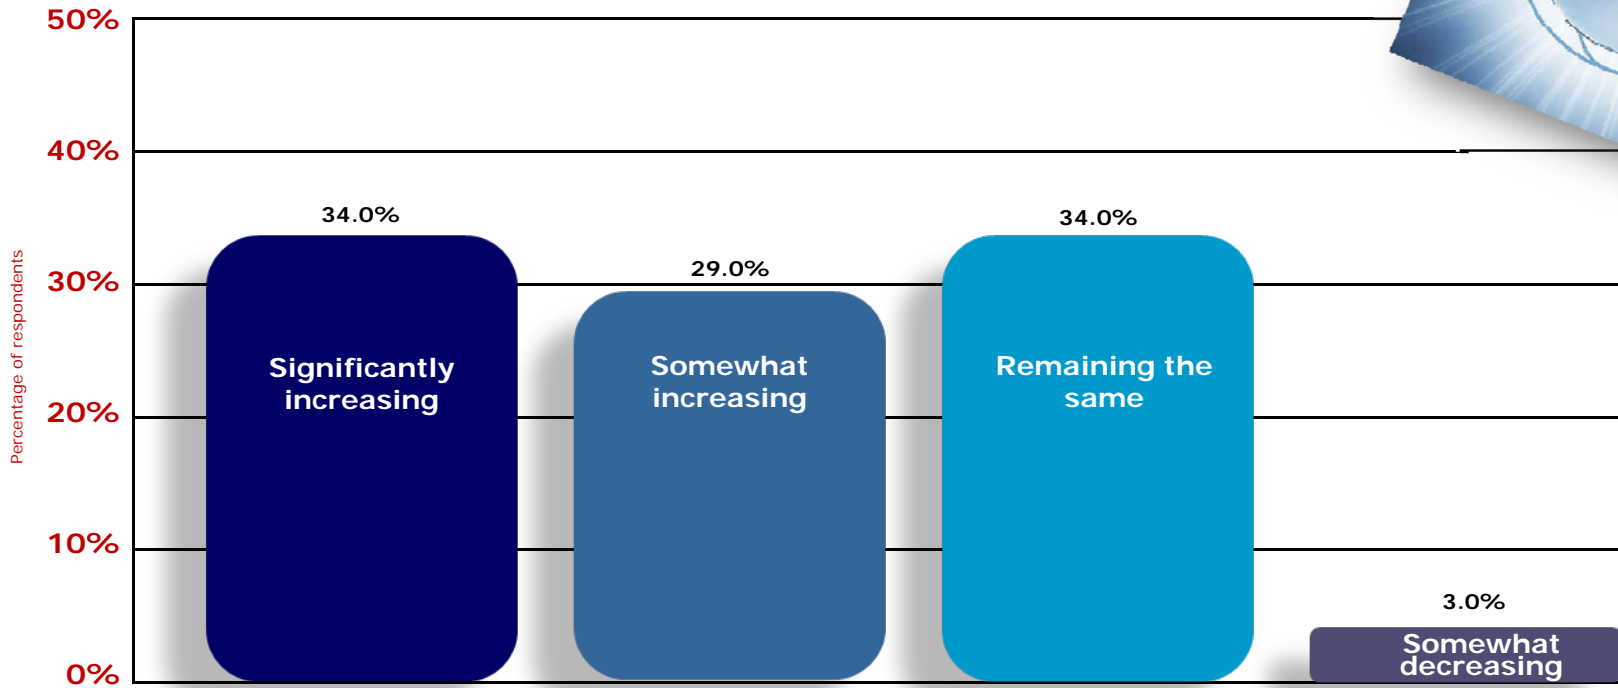 50%
40%
30%
20%
10%
0%
Percentage of respondents
34.0%
Significantly
increasing
29.0%
Somewhat
increasing
34.0%
Remaining the
same
3.0%
Somewhat
decreasing